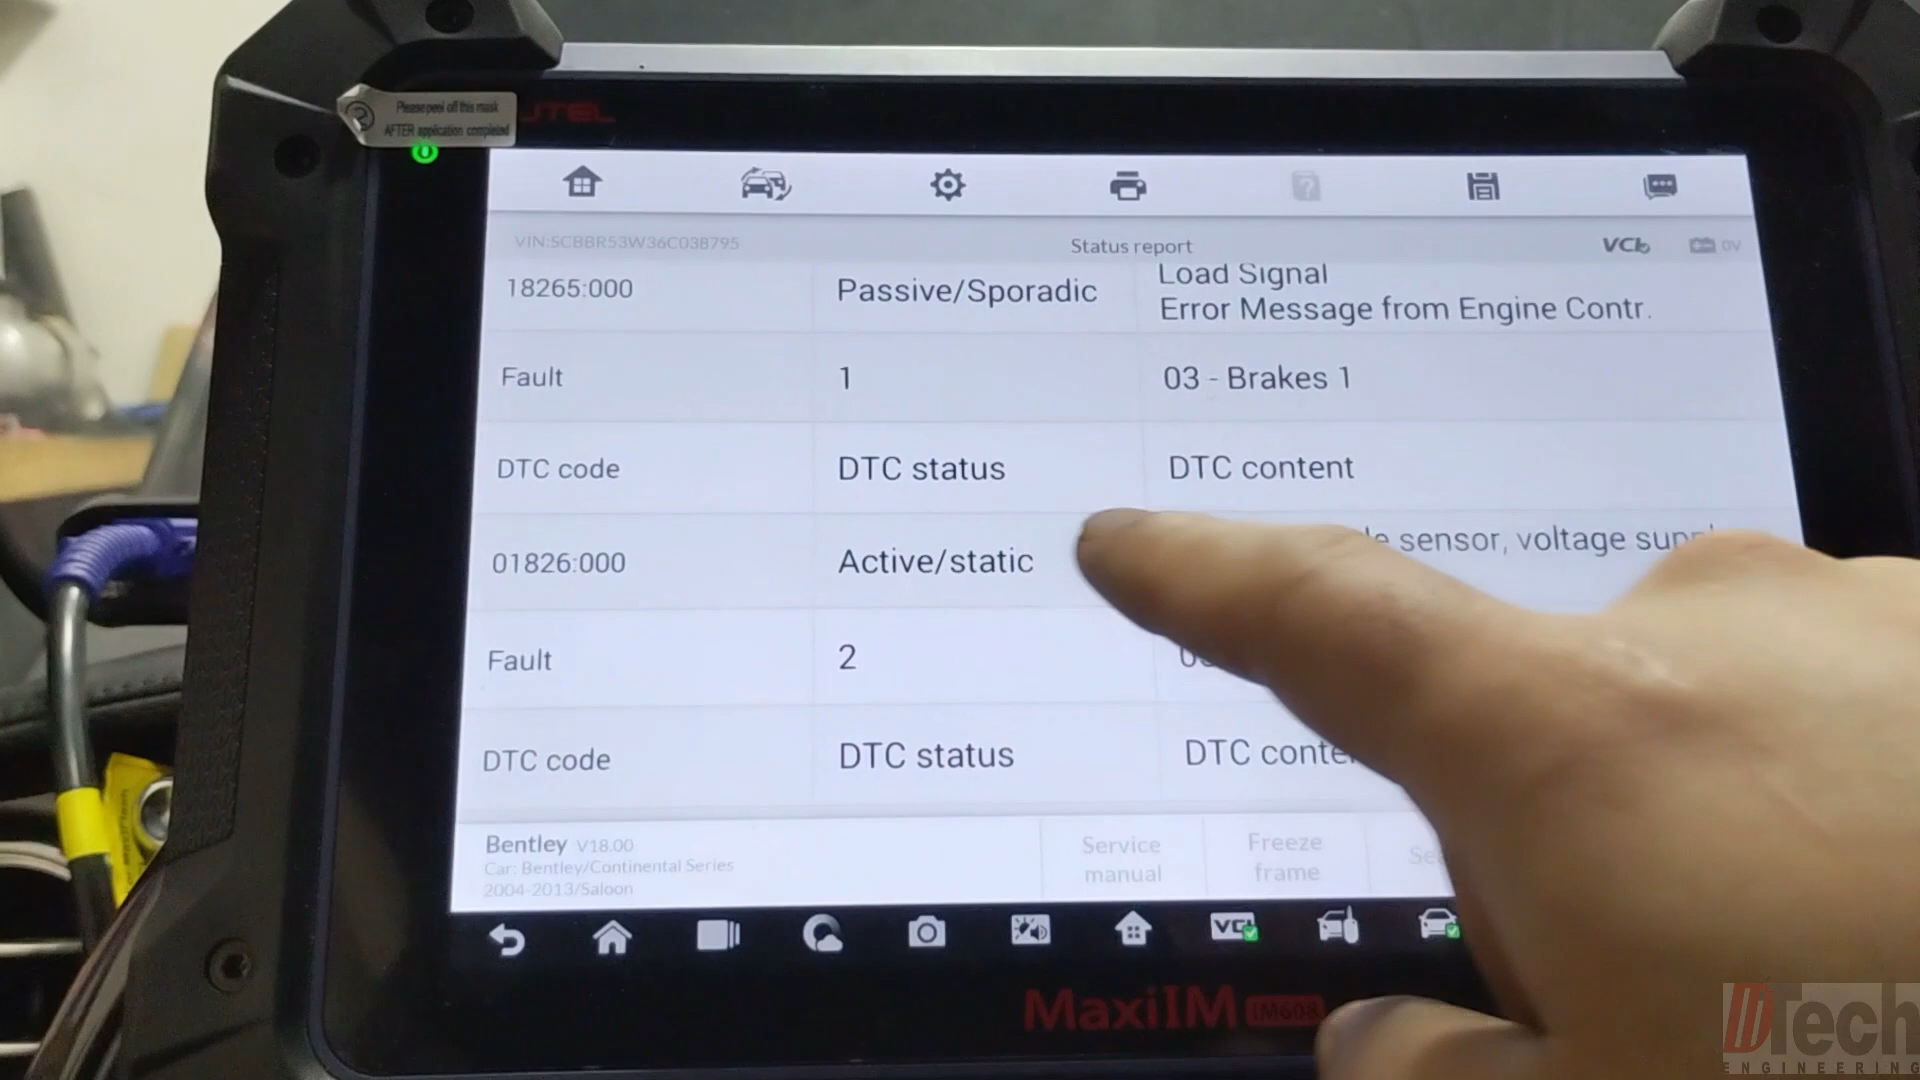 Please peel off this mask
AFTER application completed
UTEL
VIN:SCBBR53W36C038795
Status report
VCI
0V
18265:000
Passive/Sporadic
Load Signal
Error Message from Engine Contr.
Fault
1
03 - Brakes 1
DTC code
DTC status
DTC content
01826:000
Active/static
sensor, voltage
Fault
2
DTC code
DTC status
DTC
Bentley V18.00
Car: Bentley/Continental Series
2004-2013/Saloon
Service
manual
Freeze
frame
VCI
MaxiIM IM608
DTech
ENGINEERING